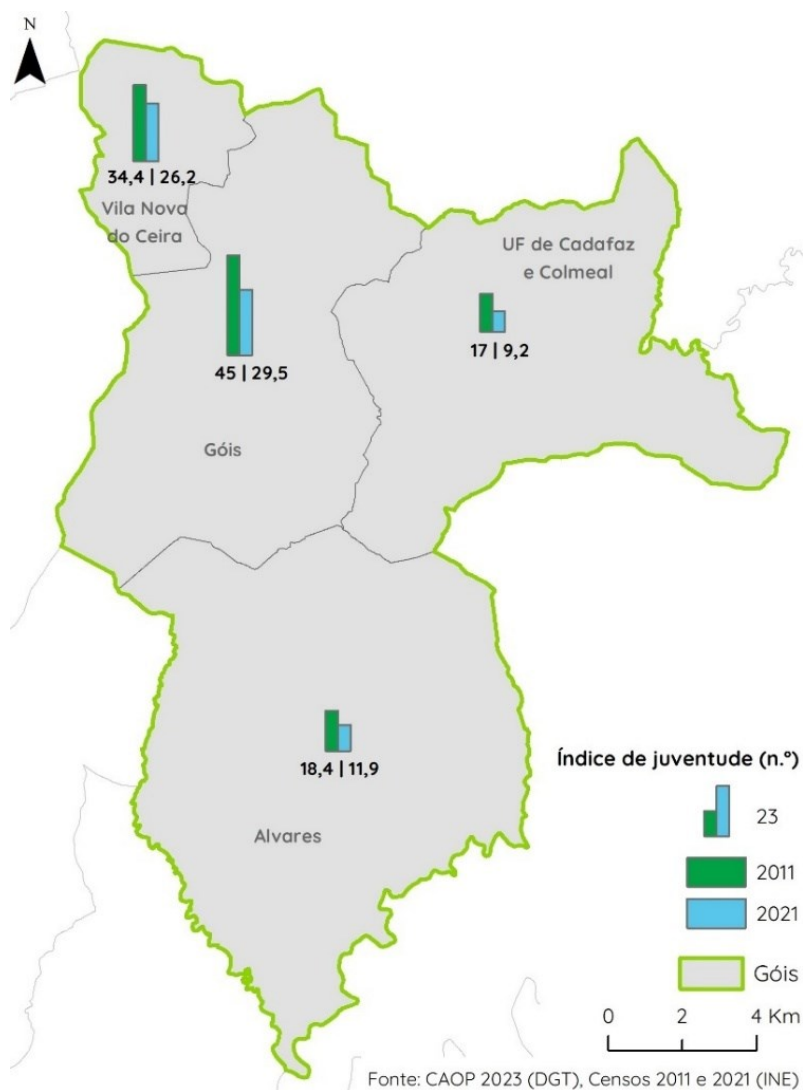 N
34,4 | 26,2
Vila Nova
do Ceira
UF de Cadafaz
e Colmeal
17 | 9,2
45 | 29,5
Góis
18,4 | 11,9
Alvares
Índice de juventude (n.º)
23
2011
2021
Góis
0 2 4 Km
Fonte: CAOP 2023 (DGT), Censos 2011 e 2021 (INE)